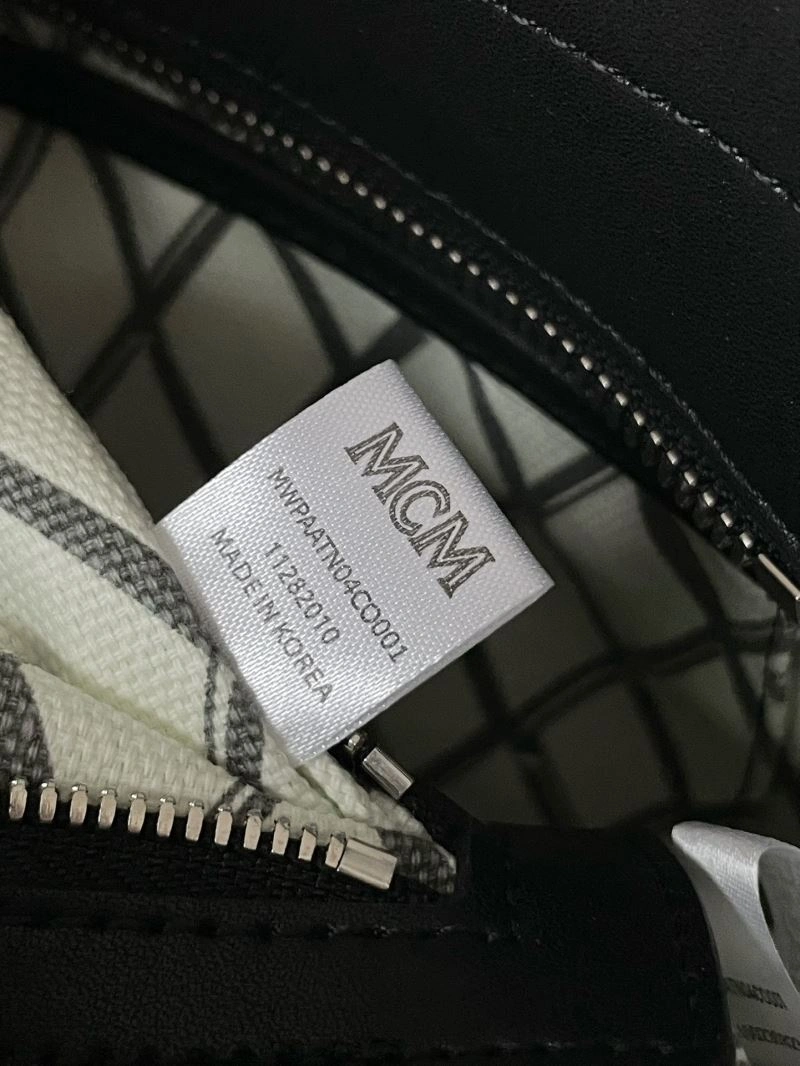 MCM
MWPAATN04CO001
11282010
MADE IN KOREA